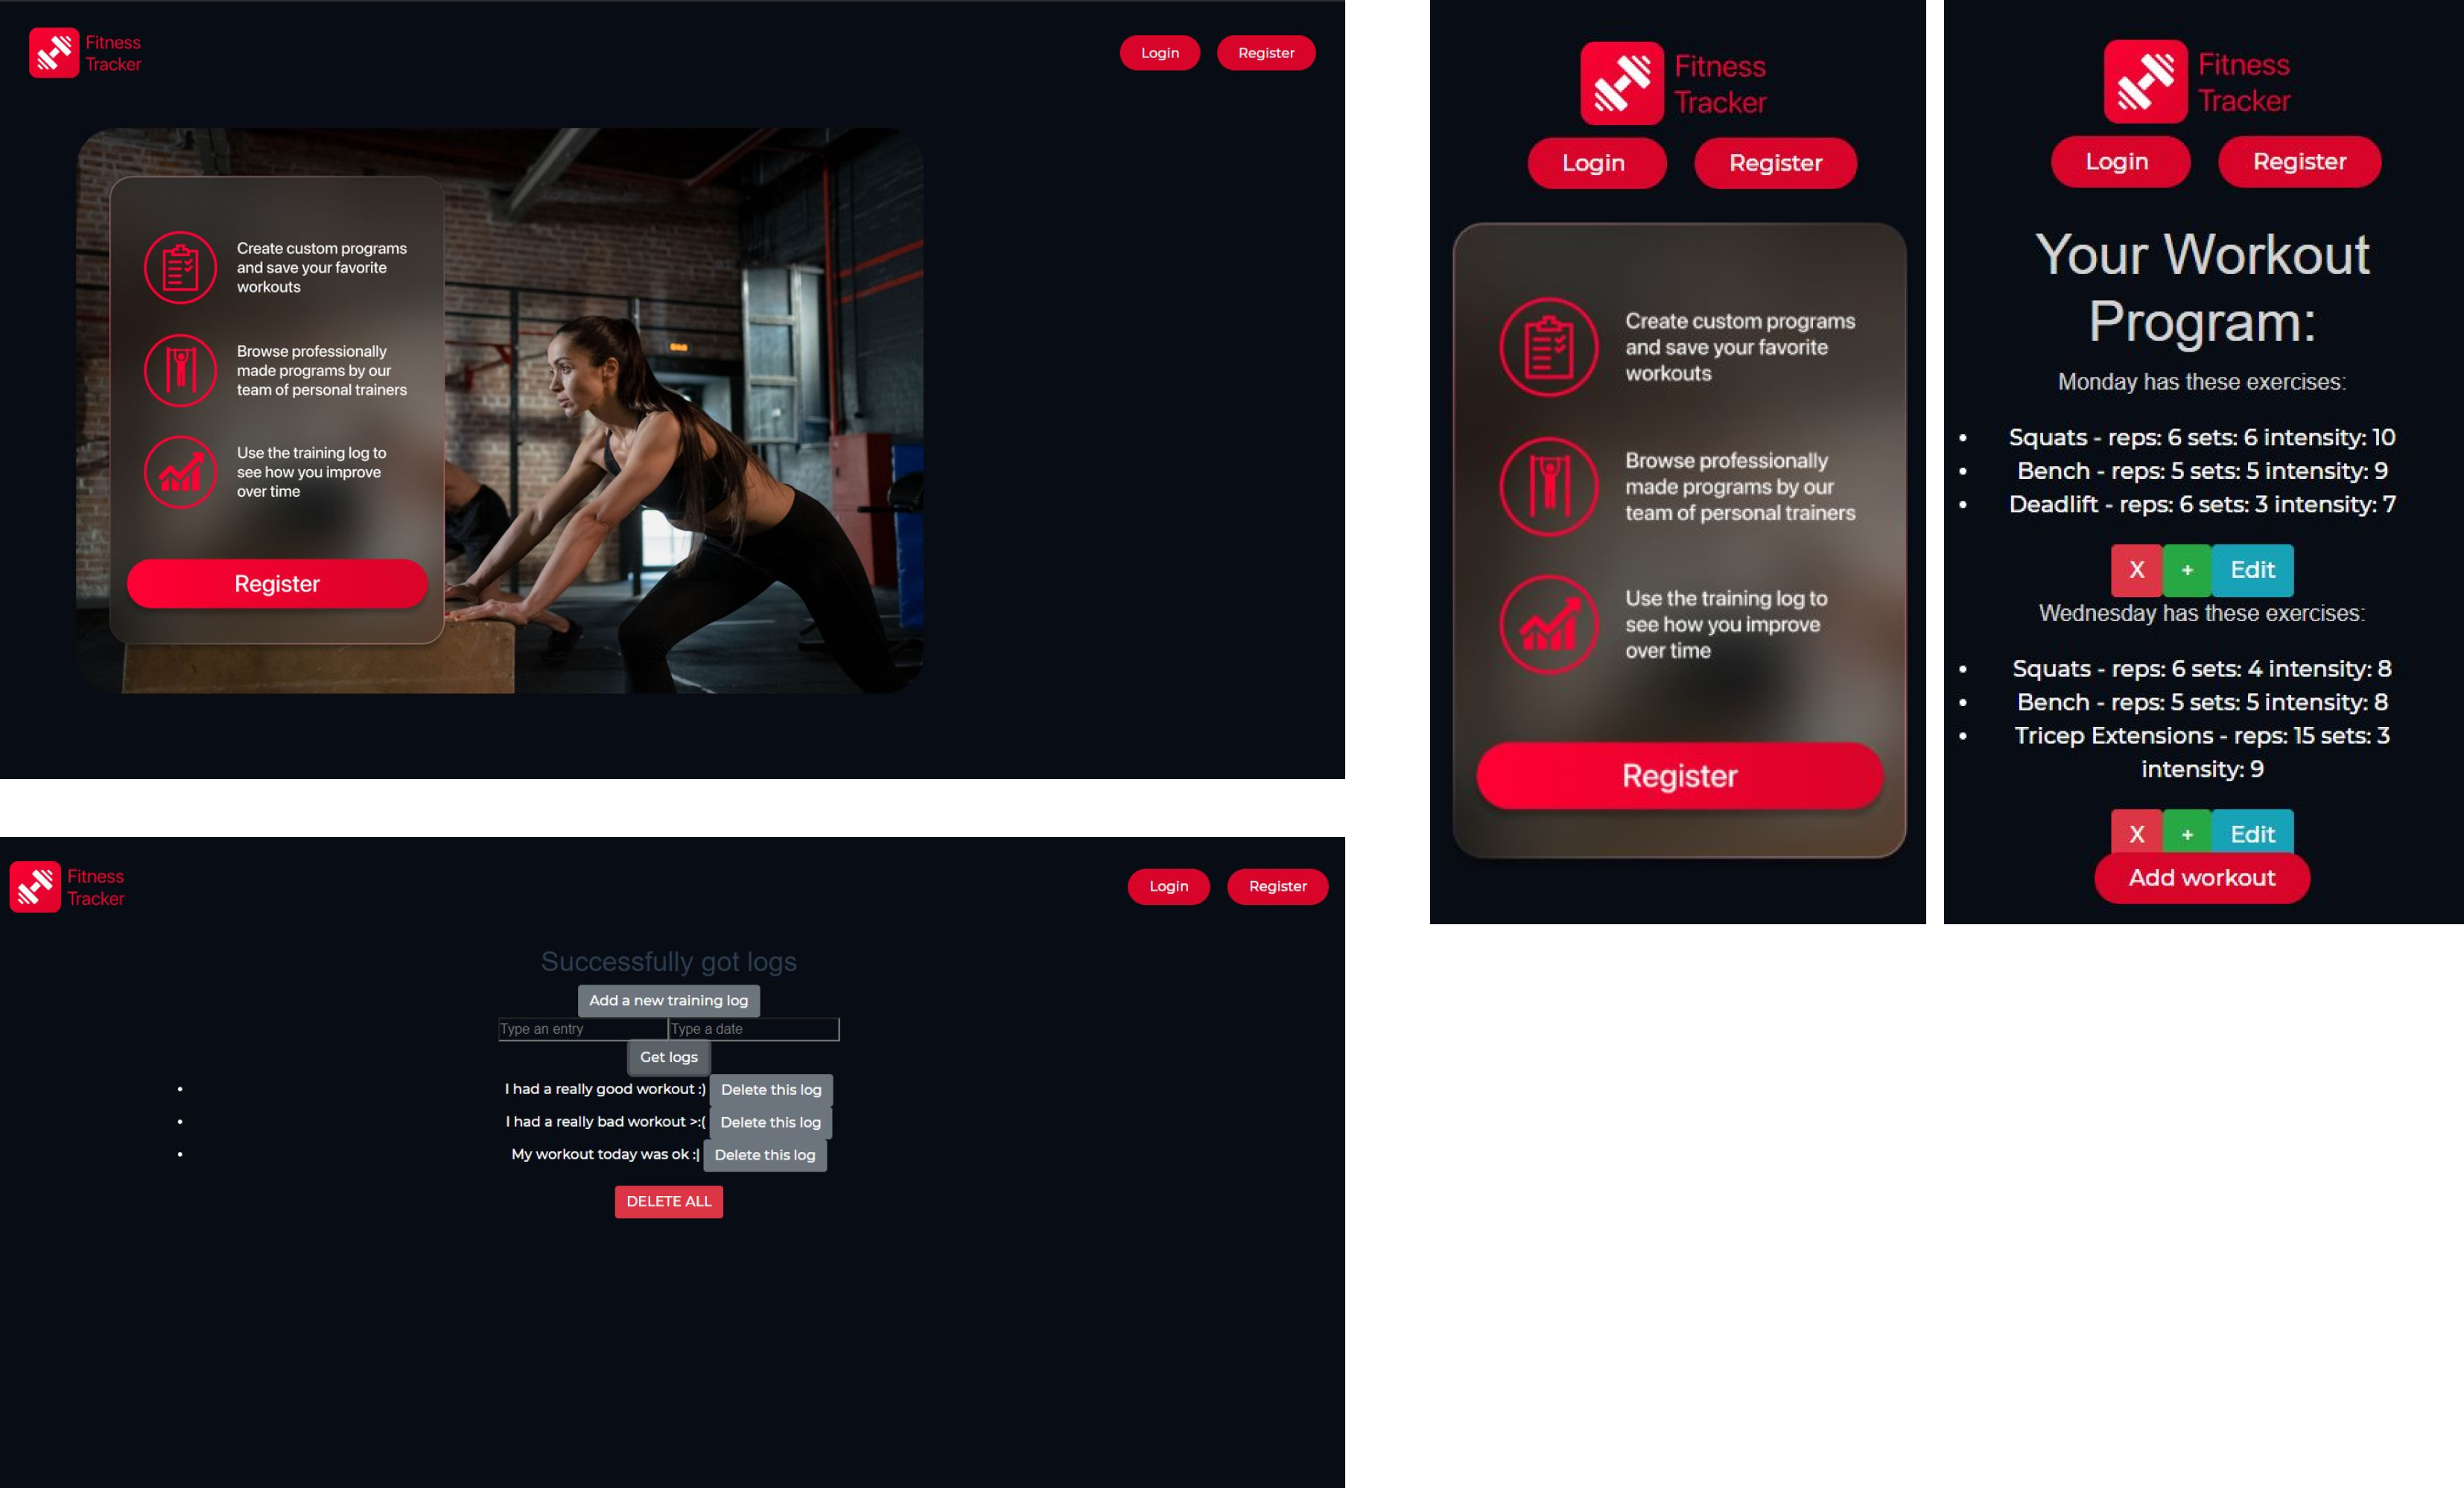 Fitness
Tracker
Login
Register
Create custom programs
and save your favorite
workouts
Browse professionally
made programs by our
team of personal trainers
Use the training log to
see how you improve
over time
Register
Fitness
Tracker
Login
Register
Successfully got logs
Add a new training log
Type an entry
Type a date
Get logs
I had a really good workout :) Delete this log
I had a really bad workout >:( Delete this log
My workout today was ok :| Delete this log
DELETE ALL
Fitness
Tracker
Login
Register
Create custom programs
and save your favorite
workouts
Browse professionally
made programs by our
team of personal trainers
Use the training log to
see how you improve
over time
Register
Fitness
Tracker
Login
Register
Your Workout
Program:
Monday has these exercises:
• Squats - reps: 6 sets: 6 intensity: 10
• Bench - reps: 5 sets: 5 intensity: 9
• Deadlift - reps: 6 sets: 3 intensity: 7
X + Edit
Wednesday has these exercises:
• Squats - reps: 6 sets: 4 intensity: 8
• Bench - reps: 5 sets: 5 intensity: 8
• Tricep Extensions - reps: 15 sets: 3
intensity: 9
X + Edit
Add workout